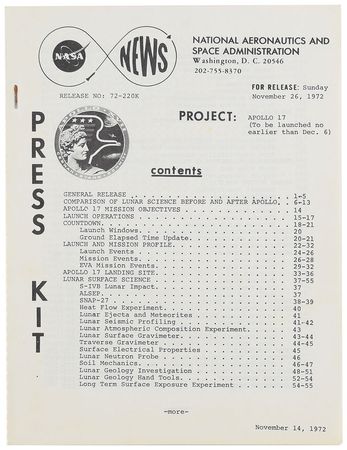 NASA
NEWS
NATIONAL AERONAUTICS AND
SPACE ADMINISTRATION
Washington, D. C. 20546
202-755-8370
RELEASE NO: 72-220K
FOR RELEASE: Sunday
November 26, 1972
PRESS KIT
PROJECT: APOLLO 17
(To be launched no
earlier than Dec. 6)
contents
GENERAL RELEASE . . . . . . . . . . 1-5
COMPARISON OF LUNAR SCIENCE BEFORE AND AFTER APOLLO. . 6-13
APOLLO 17 MISSION OBJECTIVES . . . . . . . . . . 14
LAUNCH OPERATIONS . . . . . . . . . . 15-17
COUNTDOWN. . . . . . . . . . . 18-21
Launch Windows. . . . . . . . . . . 20
Ground Elapsed Time Update. . . . . . . . . . . 20-21
LAUNCH AND MISSION PROFILE. . . . . . . . . . . 22-32
Launch Events . . . . . . . . . . 24-26
Mission Events. . . . . . . . . . . 26-28
EVA Mission Events. . . . . . . . . . . 29-32
APOLLO 17 LANDING SITE. . . . . . . . . . . 33-36
LUNAR SURFACE SCIENCE . . . . . . . . . . 37-55
S-IVB Lunar Impact. . . . . . . . . . . 37
ALSEP. . . . . . . . . . . 37
SNAP-27 . . . . . . . . . . 38-39
Heat Flow Experiment. . . . . . . . . . . 40
Lunar Ejecta and Meteorites . . . . . . . . . . 41
Lunar Seismic Profiling . . . . . . . . . . 41-42
Lunar Atmospheric Composition Experiment. . . . . . . 43
Lunar Surface Gravimeter. . . . . . . . . . . 43-44
Traverse Gravimeter . . . . . . . . . . 44-45
Surface Electrical Properties . . . . . . . . . . 45
Lunar Neutron Probe . . . . . . . . . . 46
Soil Mechanics. . . . . . . . . . . 46-47
Lunar Geology Investigation . . . . . . . . . . 48-51
Lunar Geology Hand Tools. . . . . . . . . . . 52-54
Long Term Surface Exposure Experiment . . . . . . . . 54-55
-more-
November 14, 1972